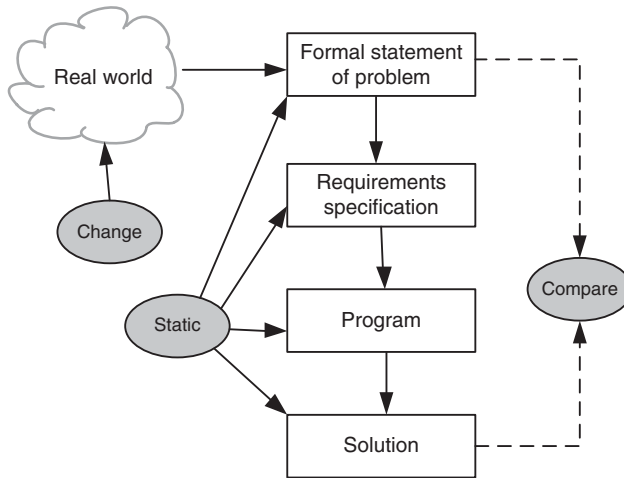 Formal statement
of problem
Real world
Requirements
specification
Change
Compare
Static
Program
Solution